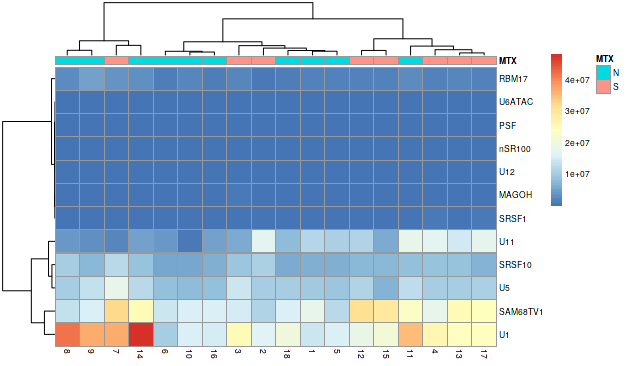 MTX
RBM17
U6ATAC
PSF
nSR100
U12
MAGOH
SRSF1
U11
SRSF10
U5
SAM68TV1
U1
8 9 7 14 6 10 16 3 2 18 1 5 12 15 11 4 13 17
4e+07
3e+07
2e+07
1e+07
MTX
N
S